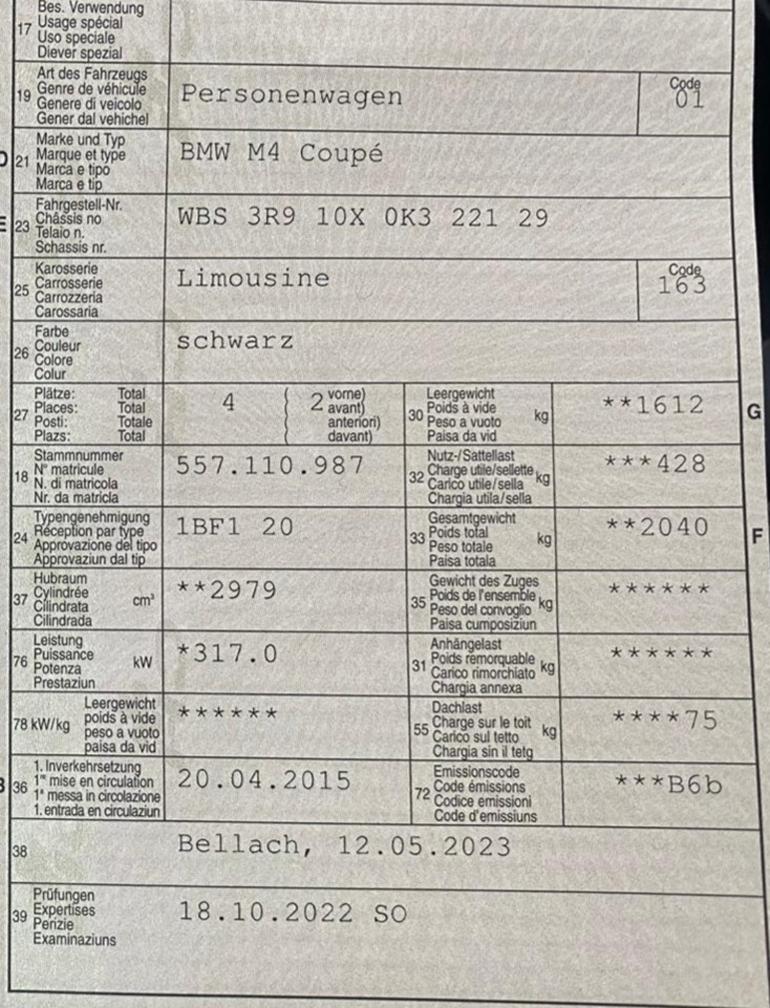 Bes. Verwendung
17 Usage spécial
Uso speciale
Diever spezial
Art des Fahrzeugs
19 Genre de véhicule
Genere di veicolo
Gener dal vehichel
Personenwagen
Code
01
Marke und Typ
D 21 Marque et type
Marca e tipo
Marca e tip
BMW M4 Coupé
Fahrgestell-Nr.
E 23 Châssis no
Telaio n.
Schassis nr.
WBS 3R9 10X 0K3 221 29
Karosserie
25 Carrosserie
Carrozzeria
Carossaria
Limousine
Code
163
Farbe
26 Couleur
Colore
Colur
schwarz
Plätze: Total
27 Places: Total
Posti: Totale
Plazs: Total
4 ( 2 vorne)
avant)
anteriori)
davant)
Leergewicht
30 Poids à vide kg
Peso a vuoto
Paisa da vid
**1612
G
Stammnummer
18 N° matricule
N. di matricola
Nr. da matricla
557.110.987
Nutz-/Sattellast
32 Charge utile/sellette kg
Carico utile/sella
Chargia utila/sella
***428
Typengenehmigung
24 Réception par type
Approvazione del tipo
Approvaziun dal tip
1BF1 20
Gesamtgewicht
33 Poids total kg
Peso totale
Paisa totala
**2040
F
Hubraum
37 Cylindrée cm³
Cilindrata
Cilindrada
**2979
Gewicht des Zuges
35 Poids de l'ensemble kg
Peso del convoglio
Paisa cumposiziun
******
Leistung
76 Puissance kW
Potenza
Prestaziun
*317.0
Anhängelast
31 Poids remorquable kg
Carico rimorchiato
Chargia annexa
******
Leergewicht
78 kW/kg poids à vide
peso a vuoto
paisa da vid
******
Dachlast
55 Charge sur le toit kg
Carico sul tetto
Chargia sin il tetg
****75
1. Inverkehrsetzung
B 36 1re mise en circulation
1a messa in circolazione
1. entrada en circulaziun
20.04.2015
Emissionscode
72 Code émissions
Codice emissioni
Code d'emissiuns
***B6b
38
Bellach, 12.05.2023
Prüfungen
39 Expertises
Perizie
Examinaziuns
18.10.2022 SO